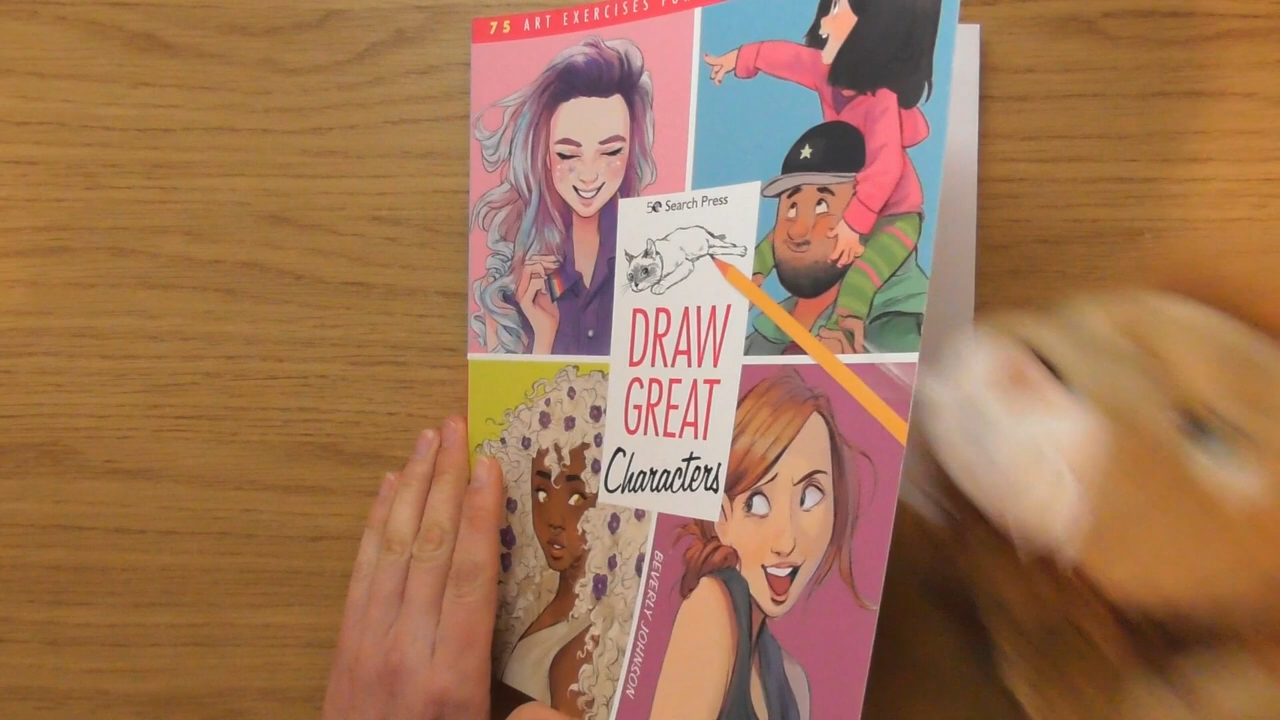 75 ART EXERCISES
Search Press
DRAW
GREAT
Characters
BEVERLY JOHNSON